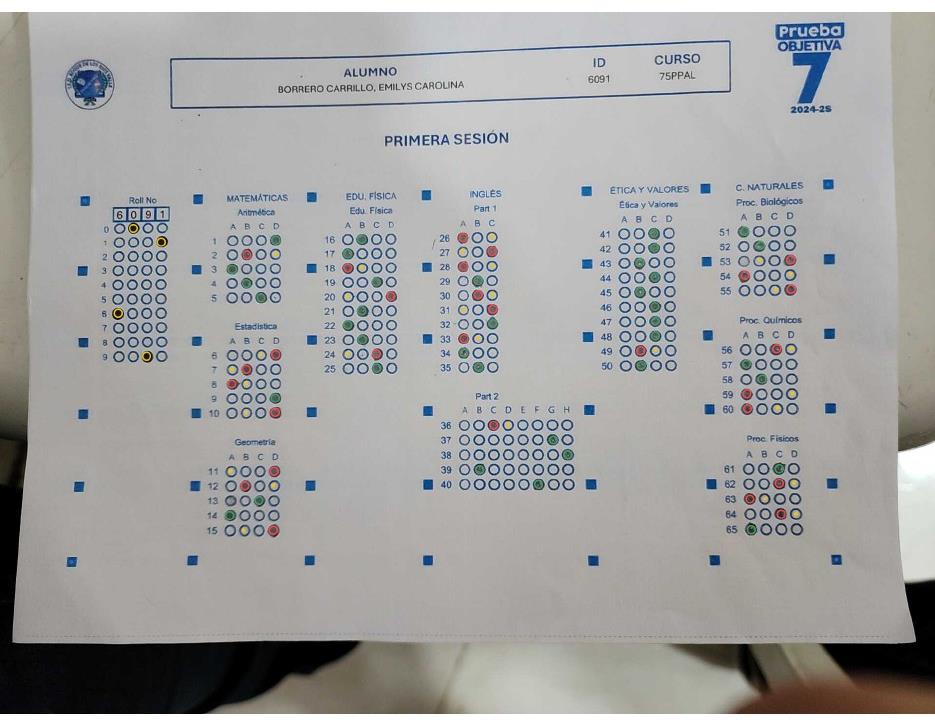 Prueba
OBJETIVA
7
2024-2S
ALUMNO
BORRERO CARRILLO, EMILYS CAROLINA
ID
6091
CURSO
75PPAL
PRIMERA SESIÓN
Roll No
6 0 9 1
0
1
2
3
4
5
6
7
8
9
MATEMÁTICAS
Aritmética
A B C D
1
2
3
4
5
Estadística
A B C D
6
7
8
9
10
Geometría
A B C D
11
12
13
14
15
EDU. FÍSICA
Edu. Física
A B C D
16
17
18
19
20
21
22
23
24
25
INGLÉS
Part 1
A B C
26
27
28
29
30
31
32
33
34
35
Part 2
A B C D E F G H
36
37
38
39
40
ÉTICA Y VALORES
Ética y Valores
A B C D
41
42
43
44
45
46
47
48
49
50
C. NATURALES
Proc. Biológicos
A B C D
51
52
53
54
55
Proc. Químicos
A B C D
56
57
58
59
60
Proc. Físicos
A B C D
61
62
63
64
65